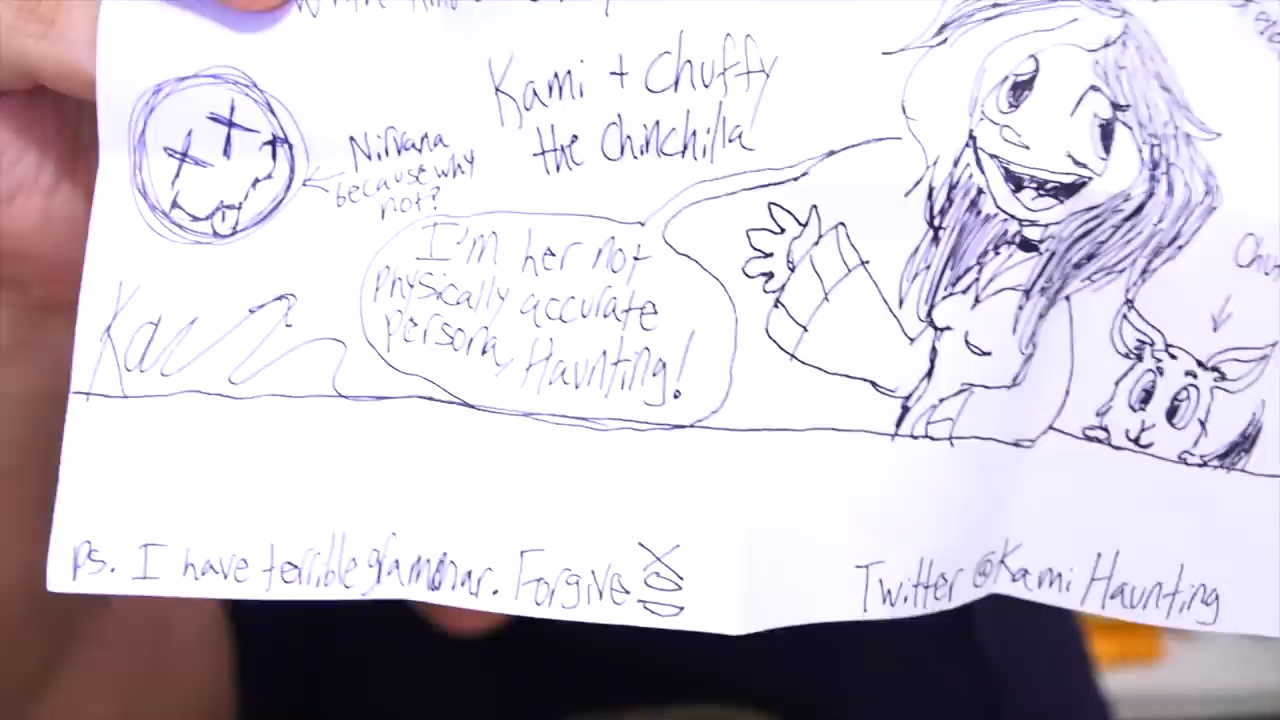 Kami + Chuffy
the Chinchilla
Nirvana
because why
not?
I'm her not
physically accurate
persona, Haunting!
Ps. I have terrible grammar. Forgive
Twitter @Kami Haunting